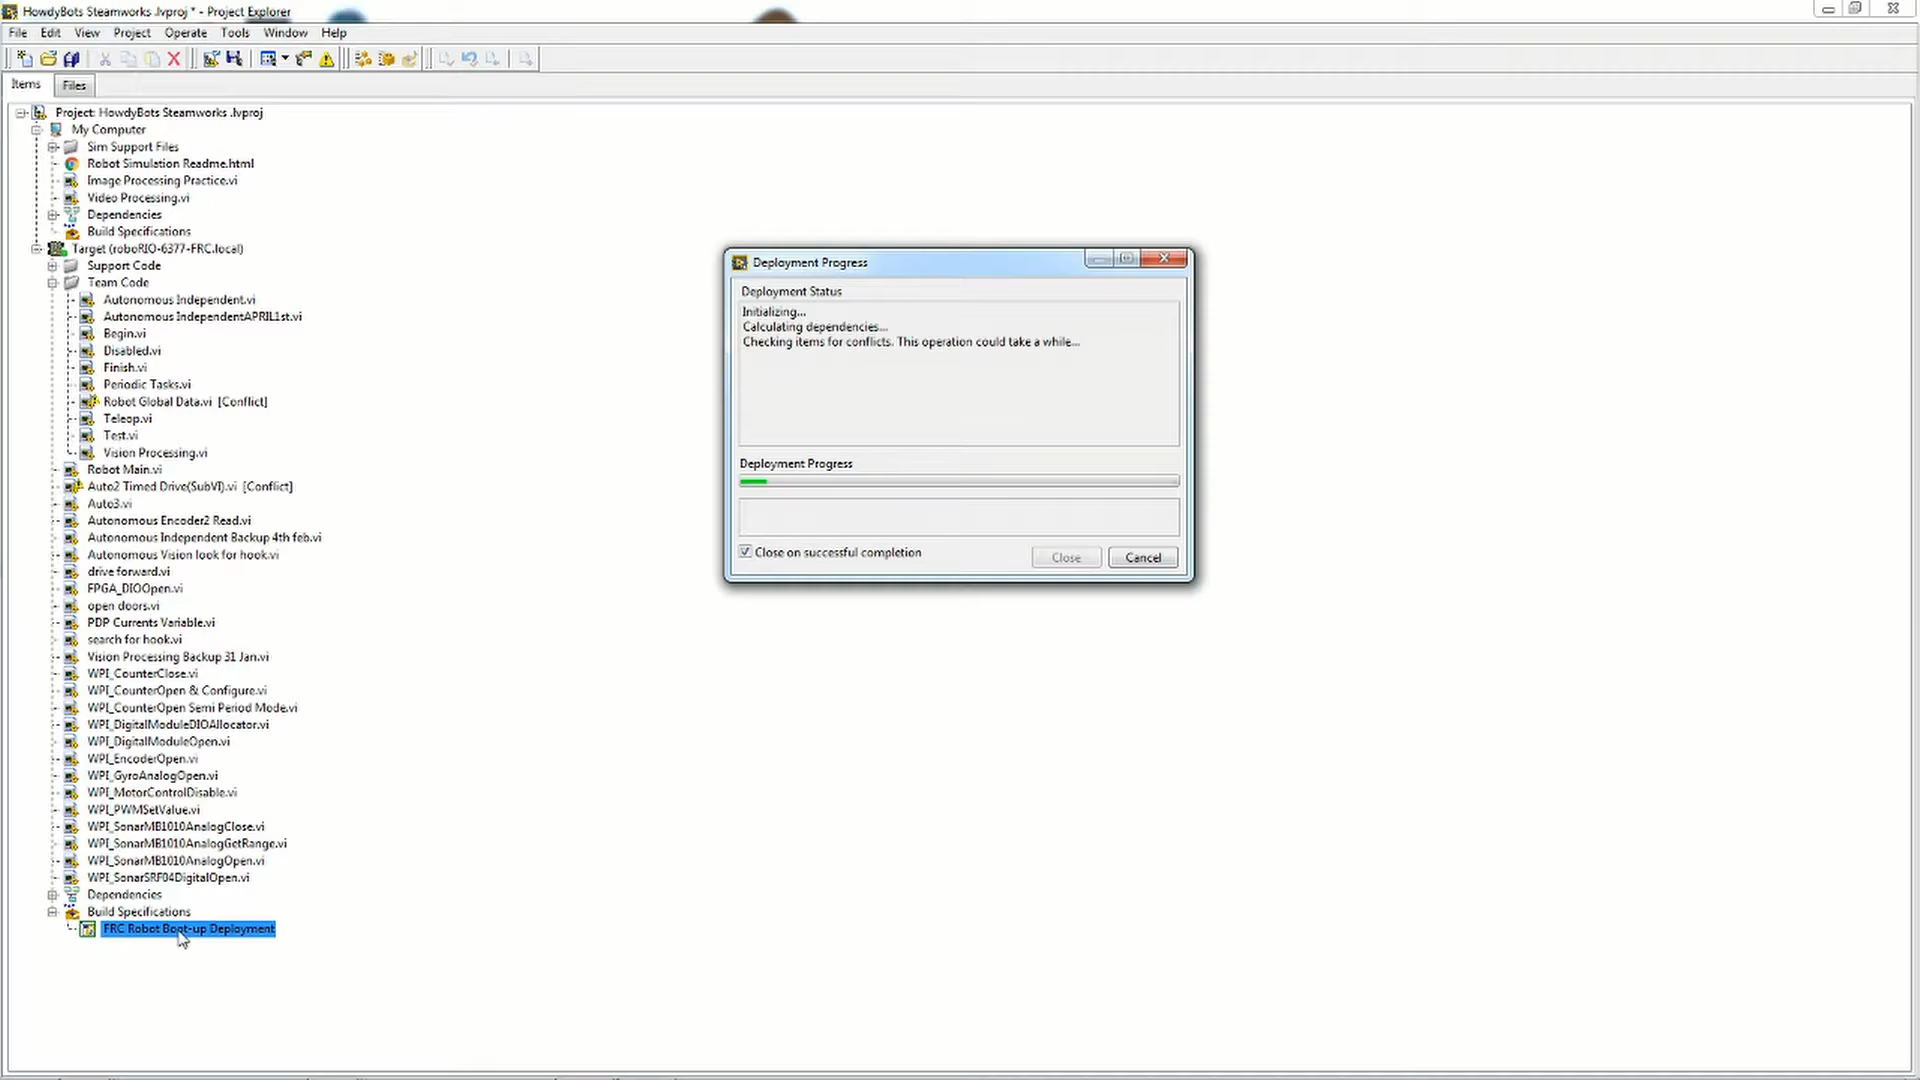 HowdyBots Steamworks .lvproj * - Project Explorer
File Edit View Project Operate Tools Window Help
Items Files
Project: HowdyBots Steamworks .lvproj
My Computer
Sim Support Files
Robot Simulation Readme.html
Image Processing Practice.vi
Video Processing.vi
Dependencies
Build Specifications
Target (roboRIO-6377-FRC.local)
Support Code
Team Code
Autonomous Independent.vi
Autonomous IndependentAPRIL1st.vi
Begin.vi
Disabled.vi
Finish.vi
Periodic Tasks.vi
Robot Global Data.vi [Conflict]
Teleop.vi
Test.vi
Vision Processing.vi
Robot Main.vi
Auto2 Timed Drive(SubVI).vi [Conflict]
Auto3.vi
Autonomous Encoder2 Read.vi
Autonomous Independent Backup 4th feb.vi
Autonomous Vision look for hook.vi
drive forward.vi
FPGA_DIOOpen.vi
open doors.vi
PDP Currents Variable.vi
search for hook.vi
Vision Processing Backup 31 Jan.vi
WPI_CounterClose.vi
WPI_CounterOpen & Configure.vi
WPI_CounterOpen Semi Period Mode.vi
WPI_DigitalModuleDIOAllocator.vi
WPI_DigitalModuleOpen.vi
WPI_EncoderOpen.vi
WPI_GyroAnalogOpen.vi
WPI_MotorControlDisable.vi
WPI_PWMSetValue.vi
WPI_SonarMB1010AnalogClose.vi
WPI_SonarMB1010AnalogGetRange.vi
WPI_SonarMB1010AnalogOpen.vi
WPI_SonarSRF04DigitalOpen.vi
Dependencies
Build Specifications
FRC Robot Boot-up Deployment
Deployment Progress
Deployment Status
Initializing...
Calculating dependencies...
Checking items for conflicts. This operation could take a while...
Deployment Progress
Close on successful completion
Close Cancel